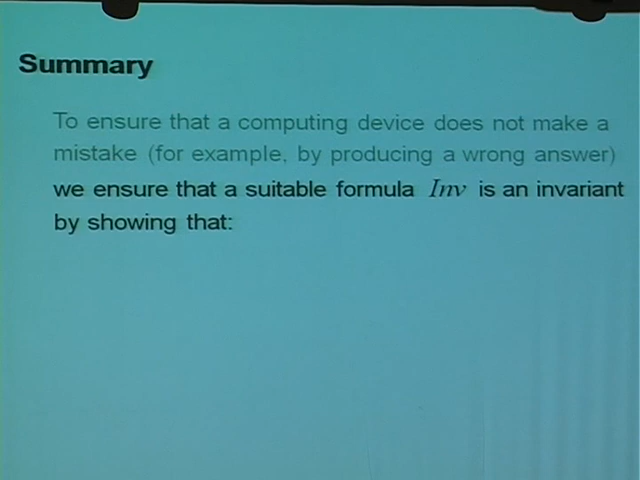 Summary
To ensure that a computing device does not make a
mistake (for example, by producing a wrong answer)
we ensure that a suitable formula Inv is an invariant
by showing that: